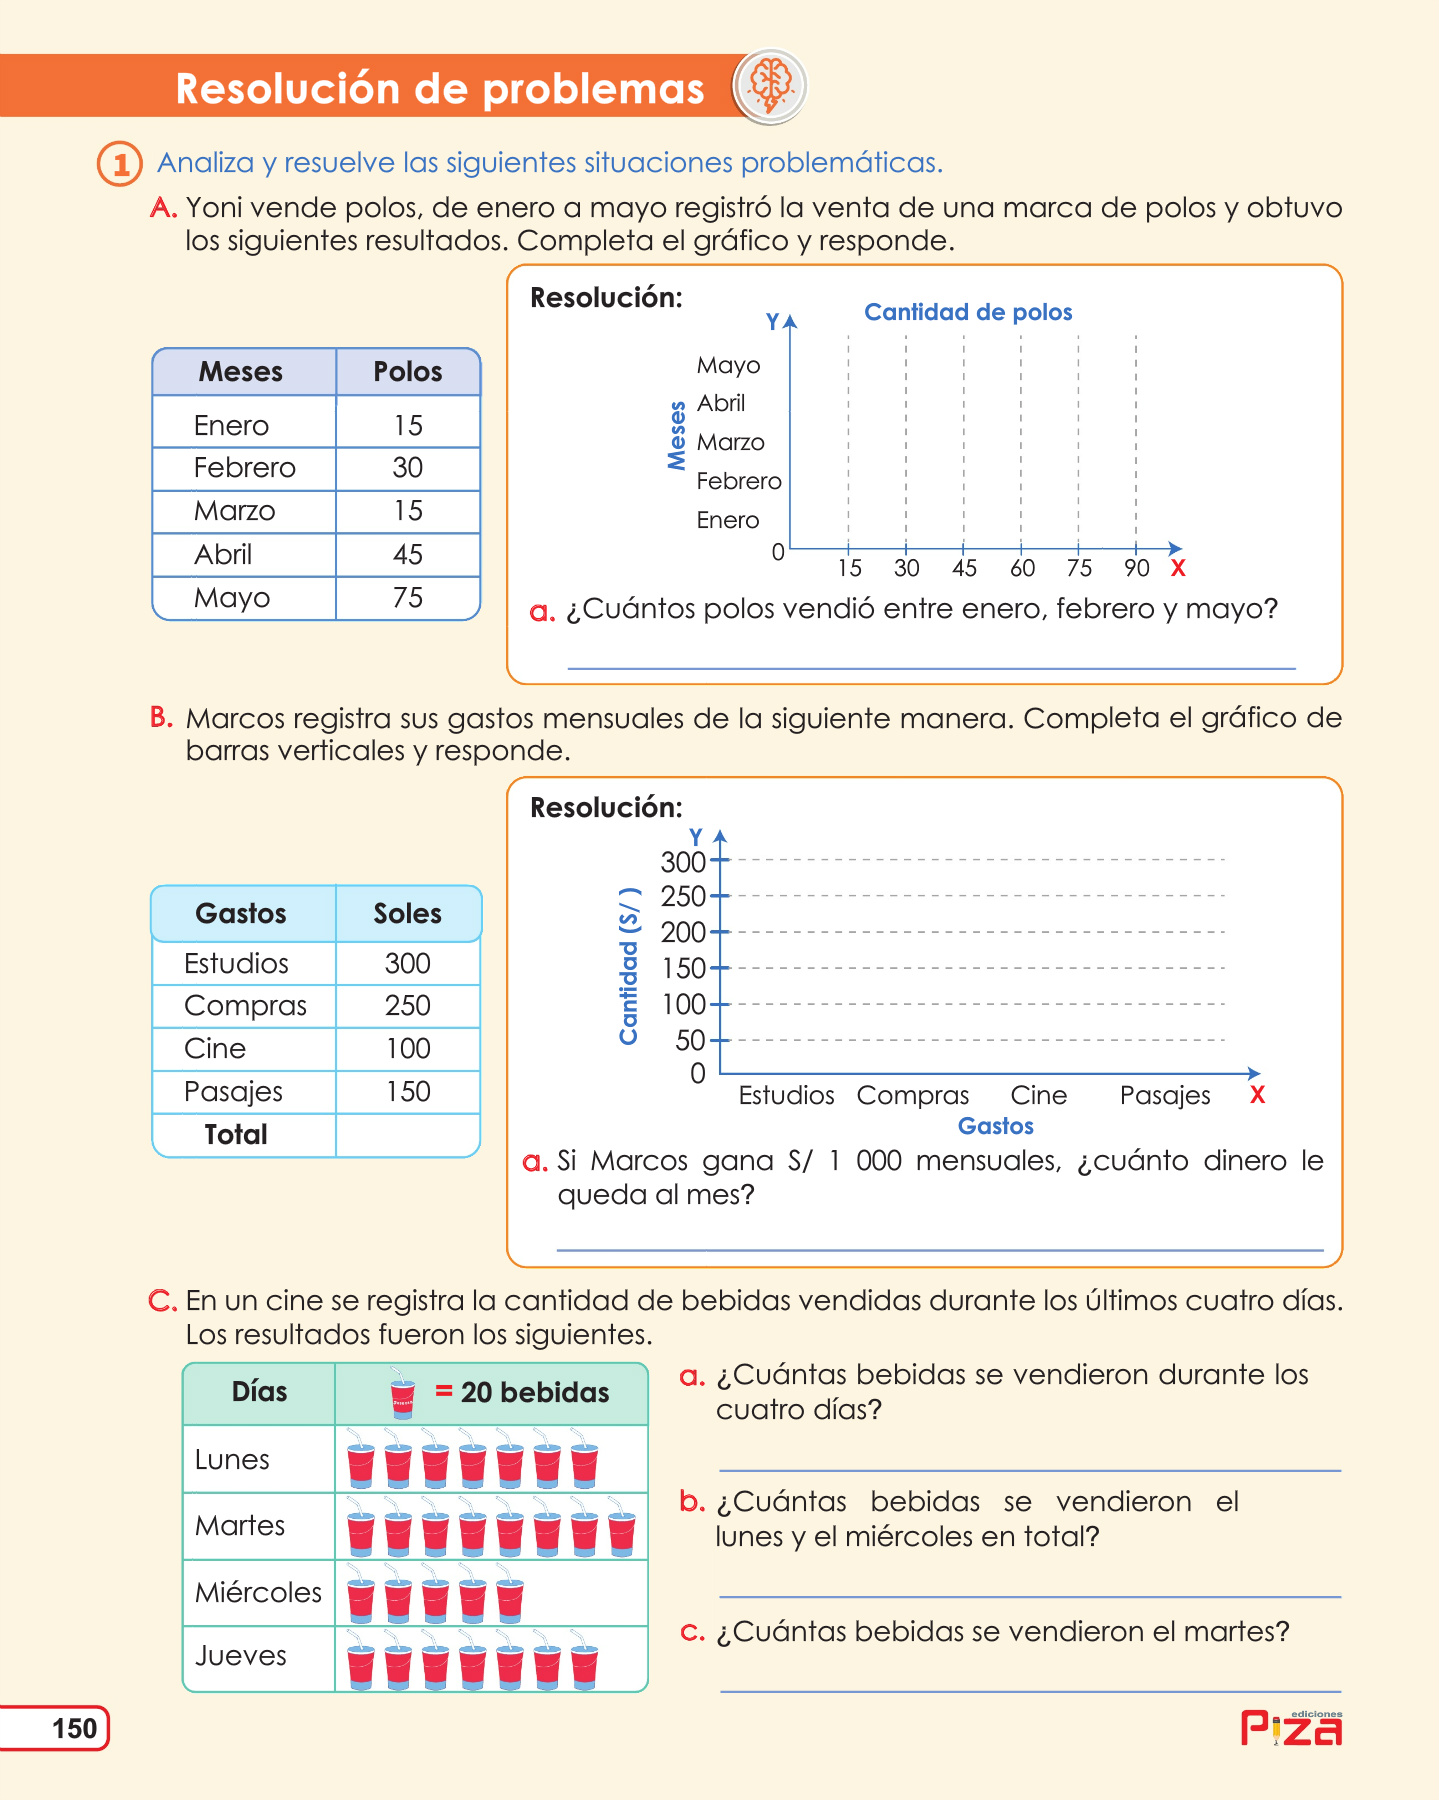 Resolución de problemas
1 Analiza y resuelve las siguientes situaciones problemáticas.
A. Yoni vende polos, de enero a mayo registró la venta de una marca de polos y obtuvo
los siguientes resultados. Completa el gráfico y responde.
Meses Polos
Enero 15
Febrero 30
Marzo 15
Abril 45
Mayo 75
Resolución:
Cantidad de polos
Y
Meses
Mayo
Abril
Marzo
Febrero
Enero
0 15 30 45 60 75 90 X
a. ¿Cuántos polos vendió entre enero, febrero y mayo?
B. Marcos registra sus gastos mensuales de la siguiente manera. Completa el gráfico de
barras verticales y responde.
Gastos Soles
Estudios 300
Compras 250
Cine 100
Pasajes 150
Total
Resolución:
Y
Cantidad (S/ )
300
250
200
150
100
50
0
Estudios Compras Cine Pasajes X
Gastos
a. Si Marcos gana S/ 1 000 mensuales, ¿cuánto dinero le
queda al mes?
C. En un cine se registra la cantidad de bebidas vendidas durante los últimos cuatro días.
Los resultados fueron los siguientes.
Días = 20 bebidas
Lunes
Martes
Miércoles
Jueves
a. ¿Cuántas bebidas se vendieron durante los
cuatro días?
b. ¿Cuántas bebidas se vendieron el
lunes y el miércoles en total?
c. ¿Cuántas bebidas se vendieron el martes?
150
ediciones
Piza